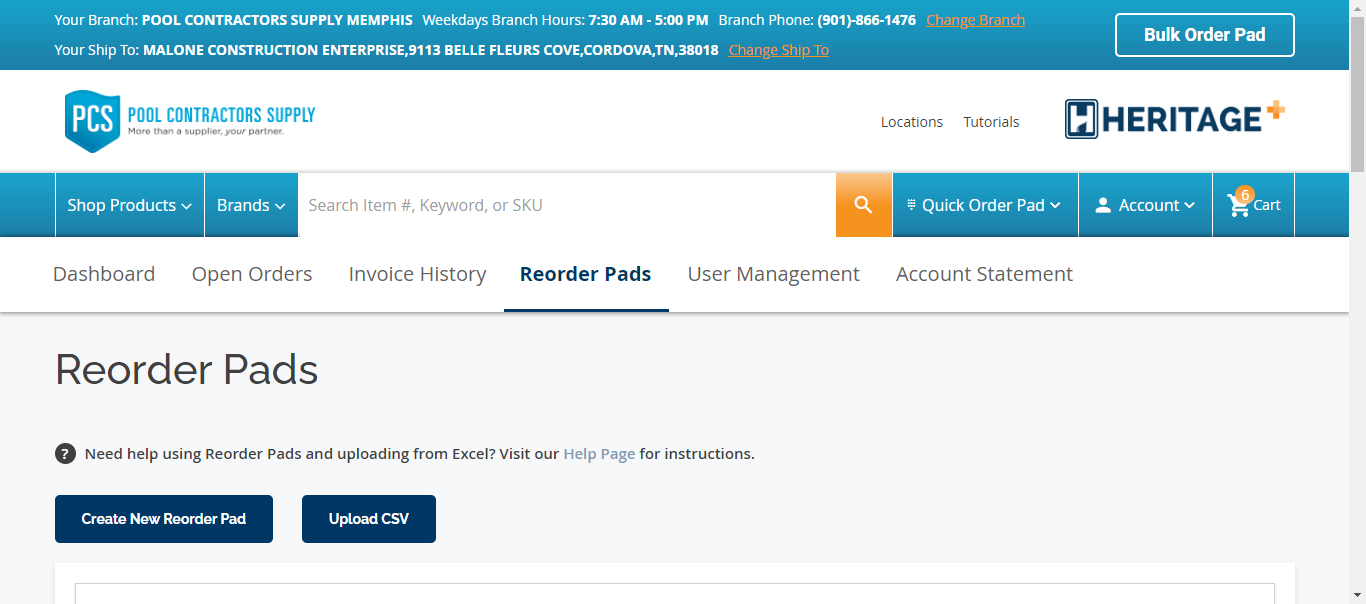 Your Branch: POOL CONTRACTORS SUPPLY MEMPHIS Weekdays Branch Hours: 7:30 AM - 5:00 PM Branch Phone: (901)-866-1476 Change Branch
Your Ship To: MALONE CONSTRUCTION ENTERPRISE,9113 BELLE FLEURS COVE,CORDOVA,TN,38018 Change Ship To
Bulk Order Pad
PCS POOL CONTRACTORS SUPPLY
More than a supplier, your partner.
Locations Tutorials
HERITAGE+
Shop Products Brands Search Item #, Keyword, or SKU Quick Order Pad Account 6 Cart
Dashboard Open Orders Invoice History Reorder Pads User Management Account Statement
Reorder Pads
? Need help using Reorder Pads and uploading from Excel? Visit our Help Page for instructions.
Create New Reorder Pad Upload CSV